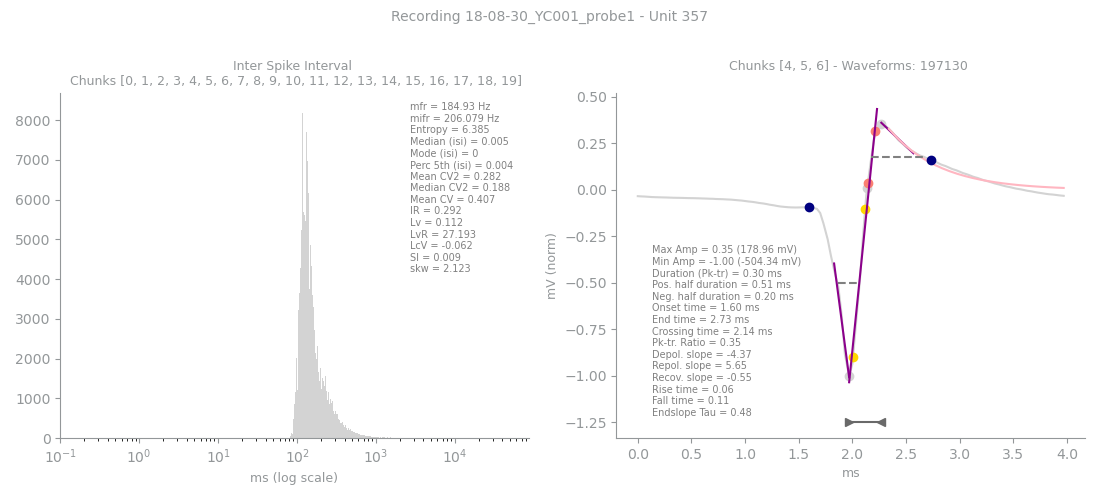 Recording 18-08-30_YC001_probe1 - Unit 357
Inter Spike Interval
Chunks [0, 1, 2, 3, 4, 5, 6, 7, 8, 9, 10, 11, 12, 13, 14, 15, 16, 17, 18, 19]
mfr = 184.93 Hz
mifr = 206.079 Hz
Entropy = 6.385
Median (isi) = 0.005
Mode (isi) = 0
Perc 5th (isi) = 0.004
Mean CV2 = 0.282
Median CV2 = 0.188
Mean CV = 0.407
IR = 0.292
Lv = 0.112
LvR = 27.193
LcV = -0.062
SI = 0.009
skw = 2.123
8000
7000
6000
5000
4000
3000
2000
1000
0
10⁻¹ 10⁰ 10¹ 10² 10³ 10⁴
ms (log scale)
Chunks [4, 5, 6] - Waveforms: 197130
mV (norm)
0.50
0.25
0.00
−0.25
−0.50
−0.75
−1.00
−1.25
Max Amp = 0.35 (178.96 mV)
Min Amp = -1.00 (-504.34 mV)
Duration (Pk-tr) = 0.30 ms
Pos. half duration = 0.51 ms
Neg. half duration = 0.20 ms
Onset time = 1.60 ms
End time = 2.73 ms
Crossing time = 2.14 ms
Pk-tr. Ratio = 0.35
Depol. slope = -4.37
Repol. slope = 5.65
Recov. slope = -0.55
Rise time = 0.06
Fall time = 0.11
Endslope Tau = 0.48
0.0 0.5 1.0 1.5 2.0 2.5 3.0 3.5 4.0
ms